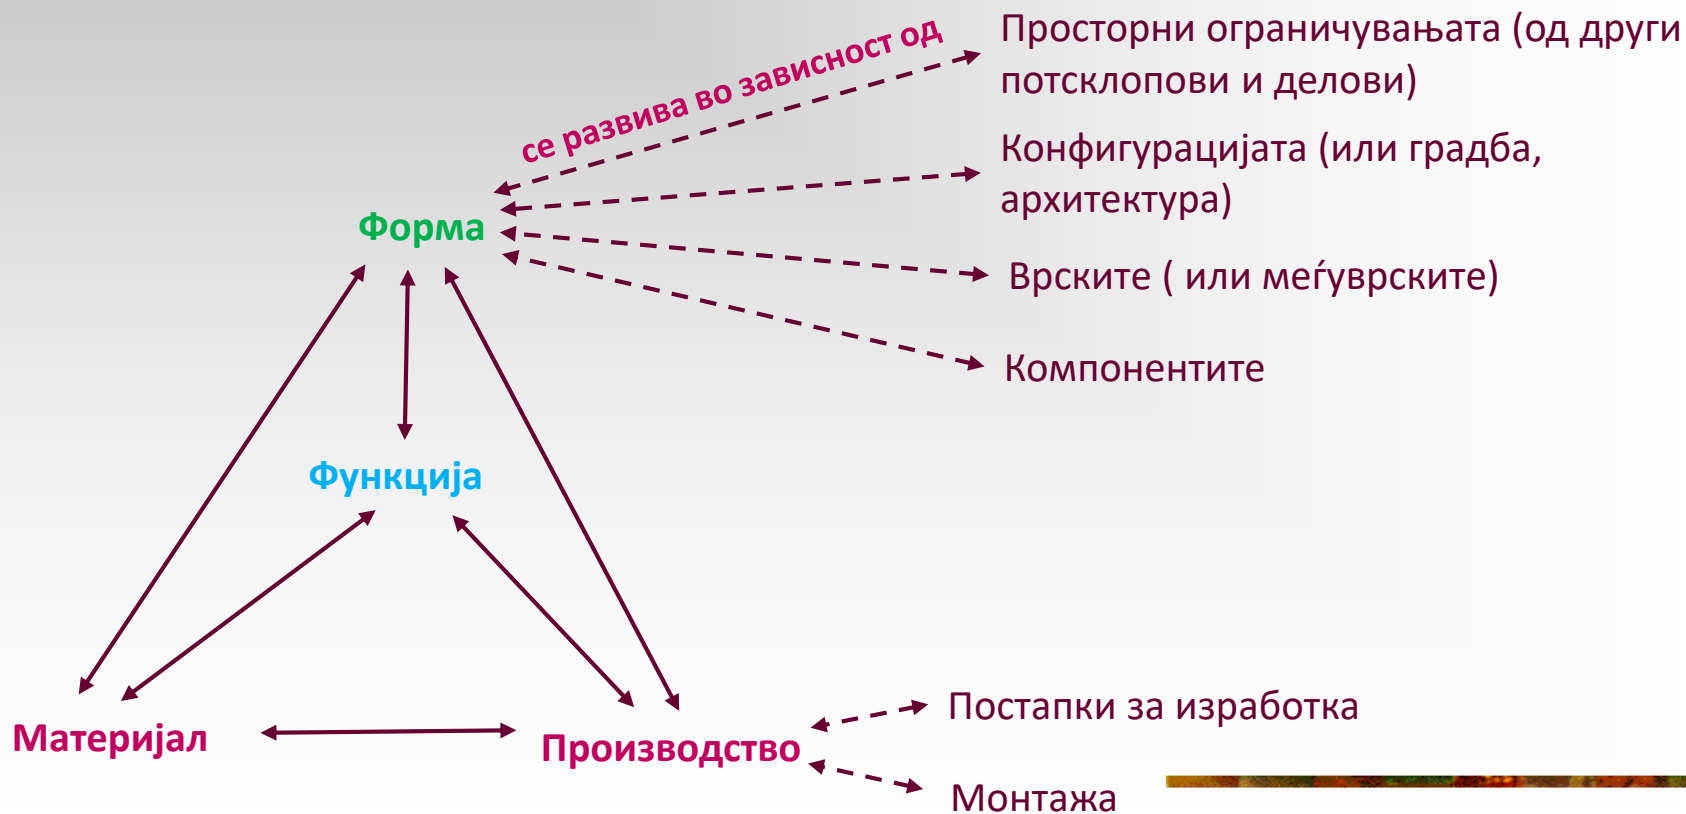 се развива во зависност од
Просторни ограничувањата (од други
потсклопови и делови)
Конфигурацијата (или градба,
архитектура)
Форма
Врските ( или меѓуврските)
Компонентите
Функција
Материјал
Производство
Постапки за изработка
Монтажа